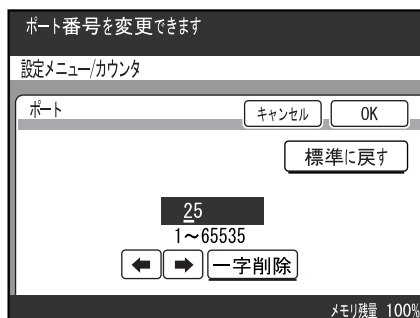 ポート番号を変更できます
設定メニュー/カウンタ
ポート
キャンセル
OK
標準に戻す
25
1～65535
一字削除
メモリ残量 100%